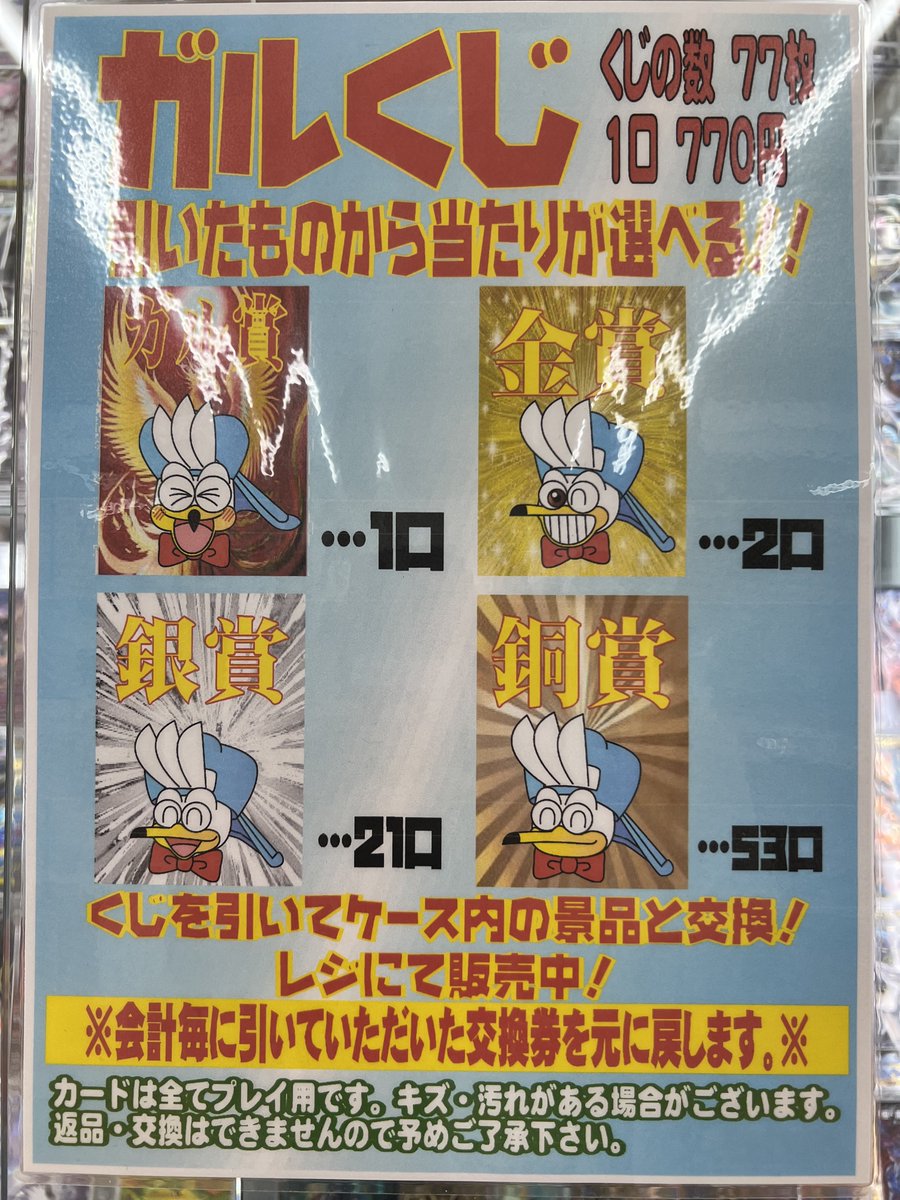 ガルくじ
くじの数 77枚
1口 770円
引いたものから当たりが選べる!!
ガル賞
…1口
金賞
…2口
銀賞
…21口
銅賞
…53口
くじを引いてケース内の景品と交換!
レジにて販売中!
※会計毎に引いていただいた交換券を元に戻します。※
カードは全てプレイ用です。キズ・汚れがある場合がございます。
返品・交換はできませんので予めご了承下さい。